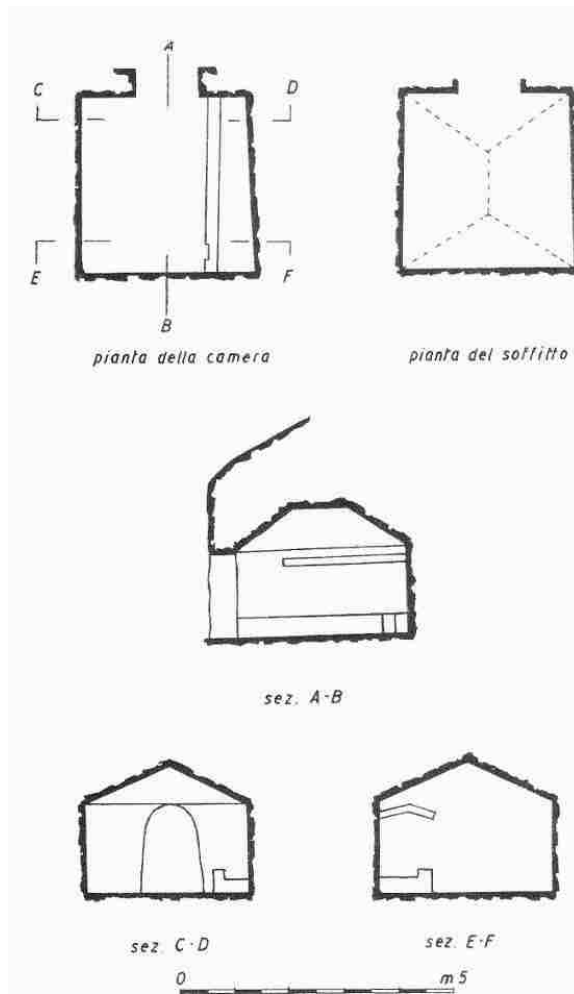 A
C D
E F
B
pianta della camera pianta del soffitto
sez. A-B
sez. C-D sez. E-F
0 m 5